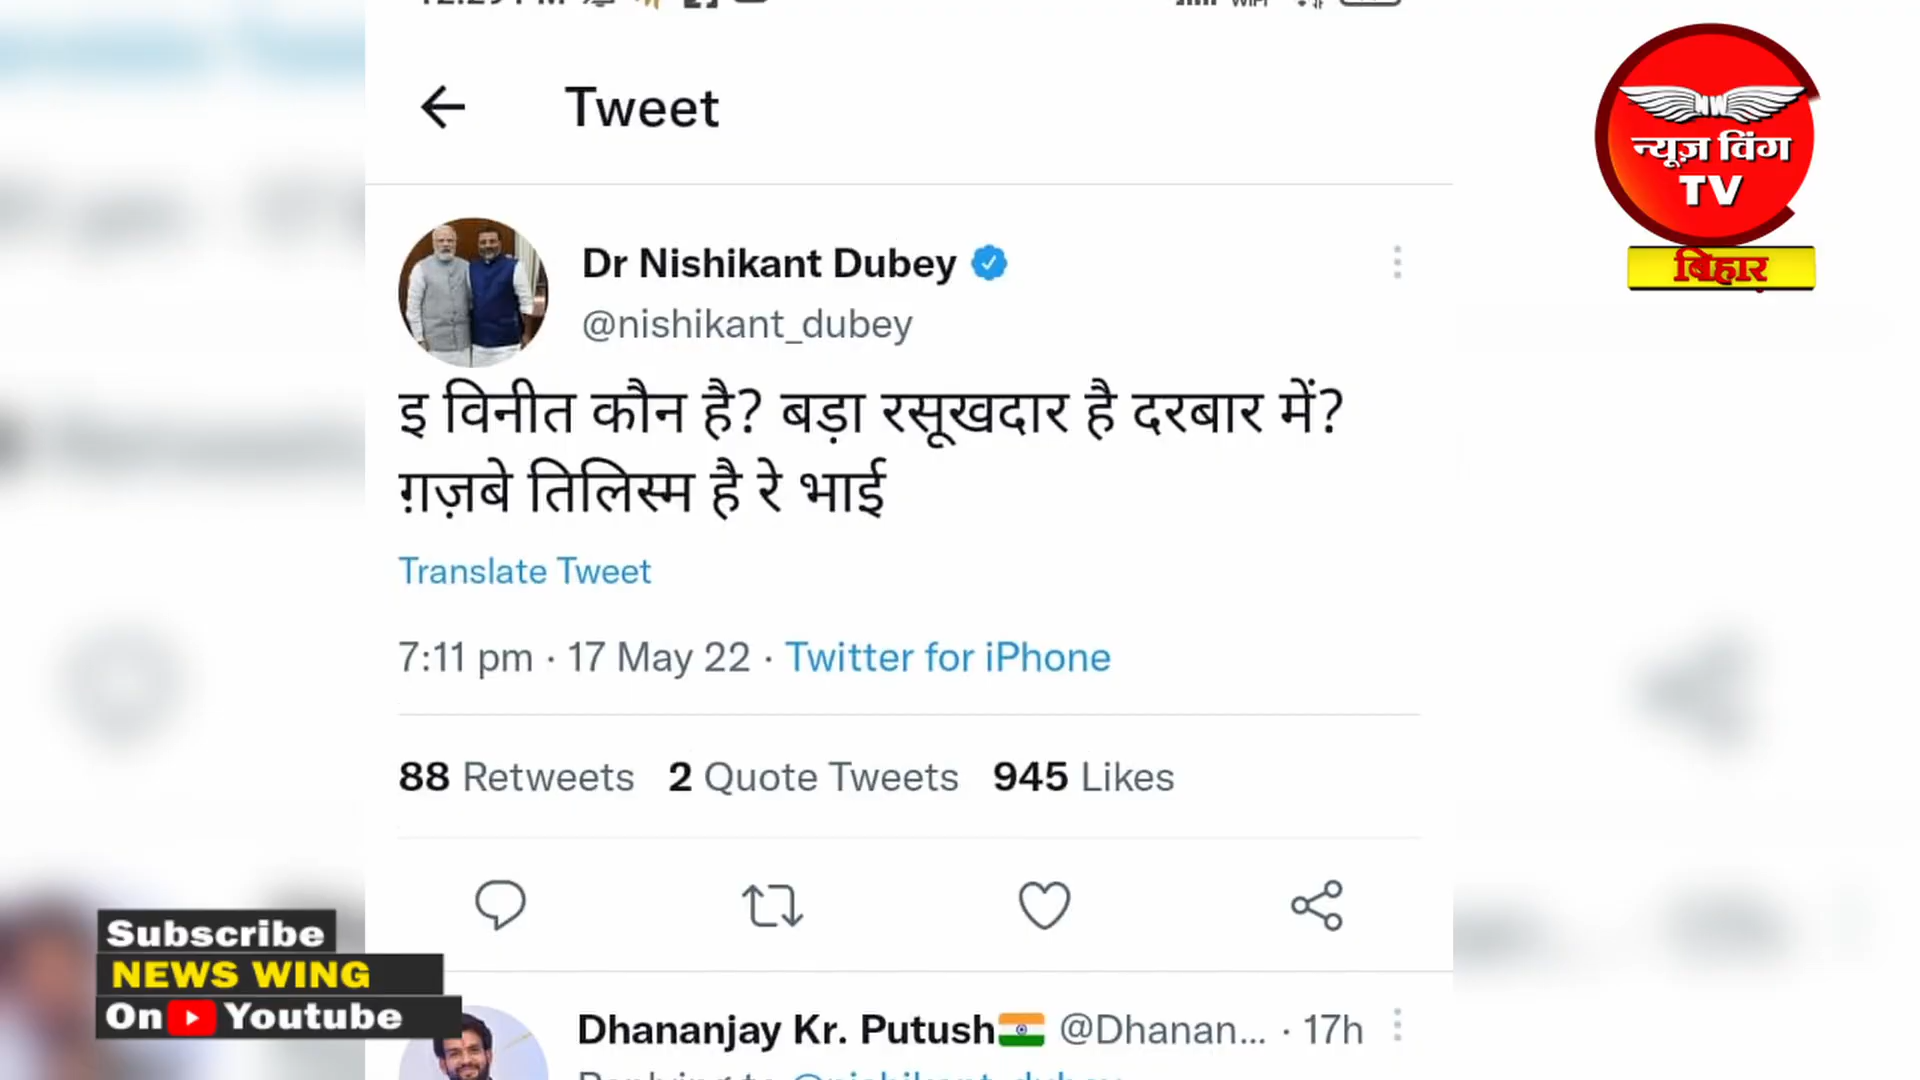 Tweet
NW
न्यूज़ विंग
TV
बिहार
Dr Nishikant Dubey
@nishikant_dubey
इ विनीत कौन है? बड़ा रसूखदार है दरबार में?
ग़ज़बे तिलिस्म है रे भाई
Translate Tweet
7:11 pm · 17 May 22 · Twitter for iPhone
88 Retweets 2 Quote Tweets 945 Likes
Subscribe
NEWS WING
On Youtube
Dhananjay Kr. Putush @Dhanan... · 17h